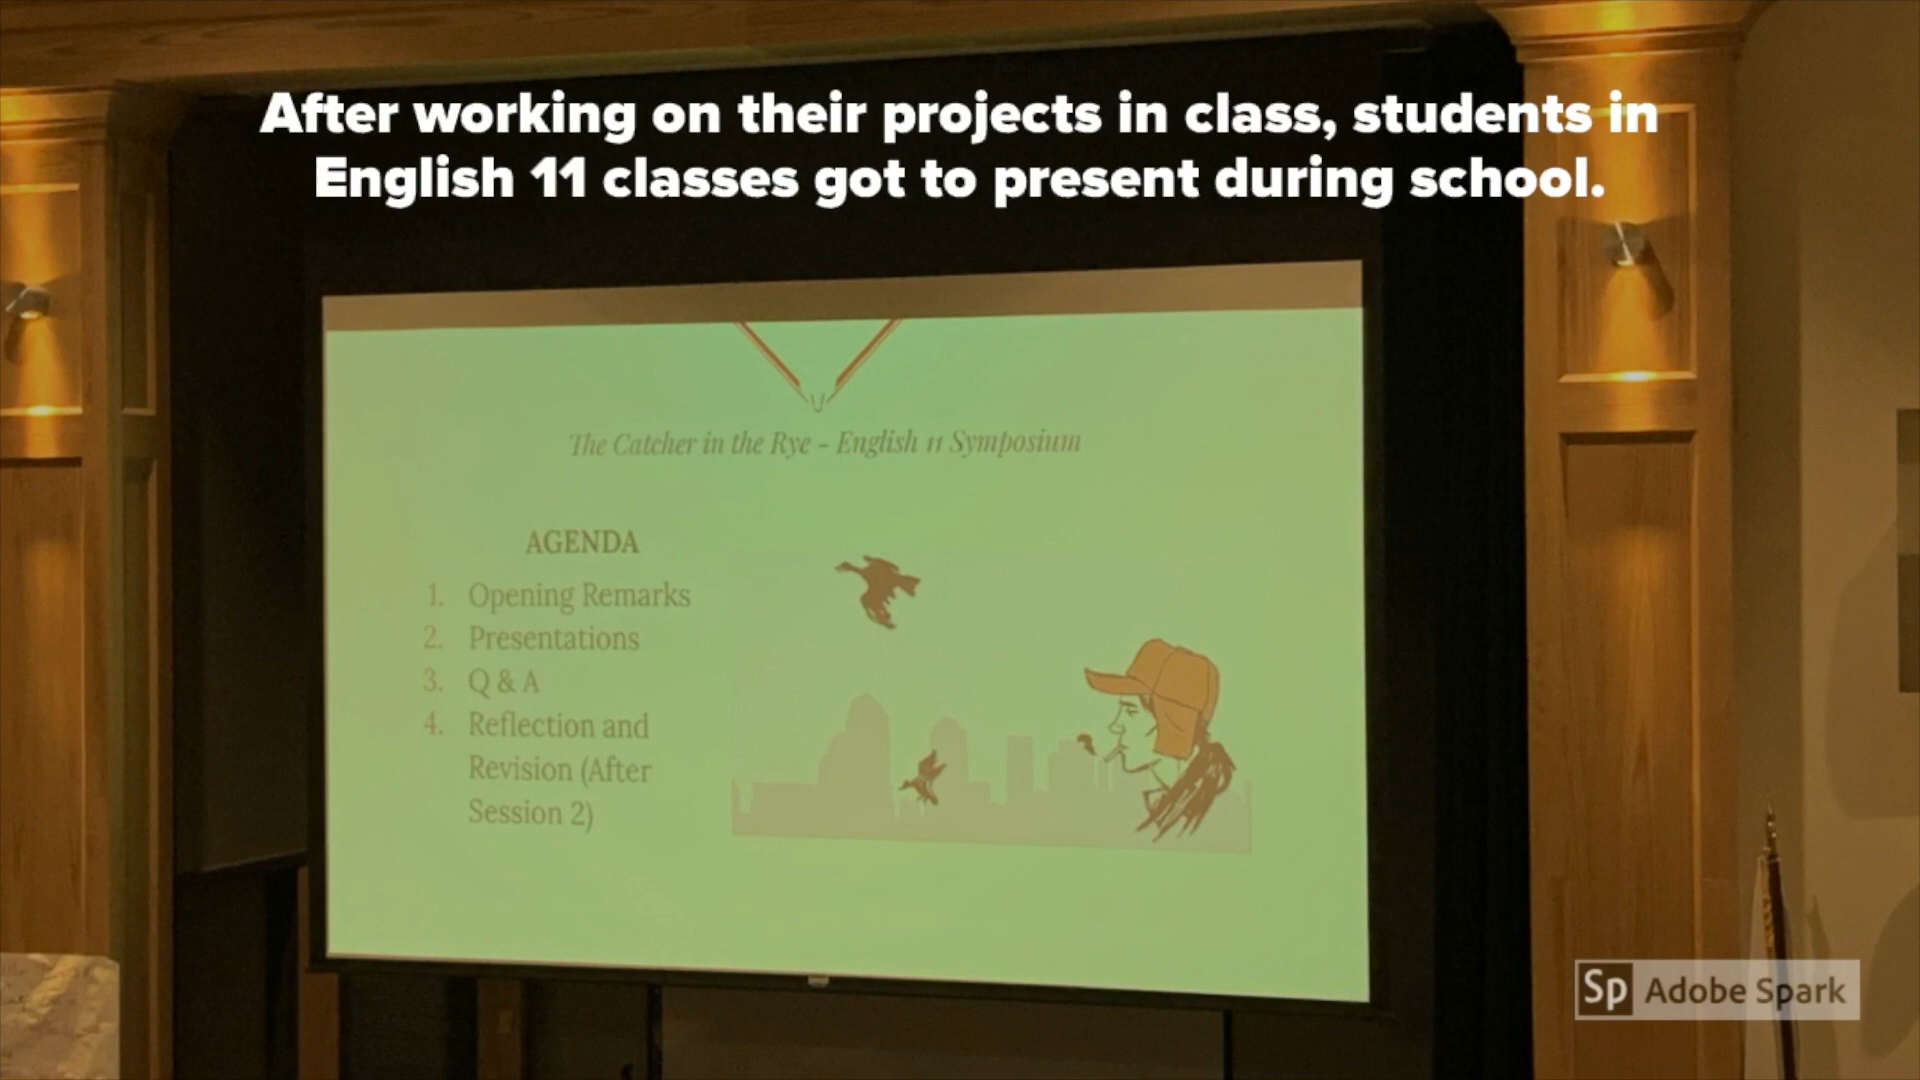 After working on their projects in class, students in
English 11 classes got to present during school.
The Catcher in the Rye – English 11 Symposium
AGENDA
1. Opening Remarks
2. Presentations
3. Q & A
4. Reflection and
Revision (After
Session 2)
Sp Adobe Spark